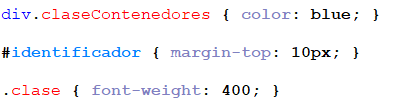 div.claseContenedores { color: blue; }
#identificador { margin-top: 10px; }
.clase { font-weight: 400; }